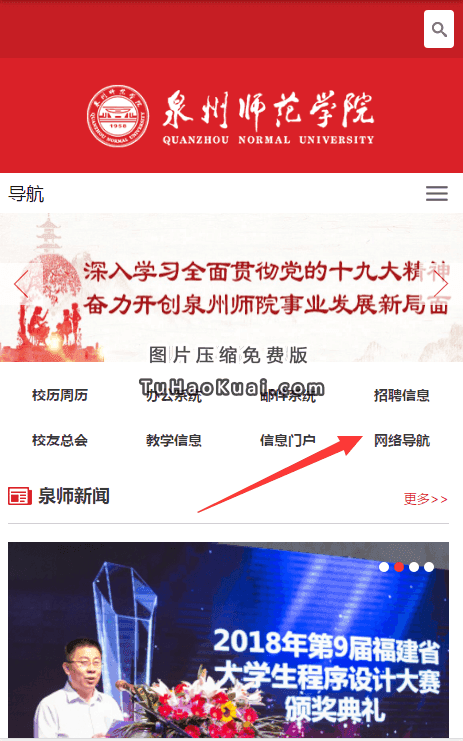 泉州师范学院
QUANZHOU NORMAL UNIVERSITY
1958
导航
深入学习全面贯彻党的十九大精神
奋力开创泉州师院事业发展新局面
图片压缩免费版
TuHaoKuai.com
校历周历 办公系统 邮件系统 招聘信息
校友总会 教学信息 信息门户 网络导航
泉师新闻 更多>>
2018年第9届福建省
大学生程序设计大赛
颁奖典礼